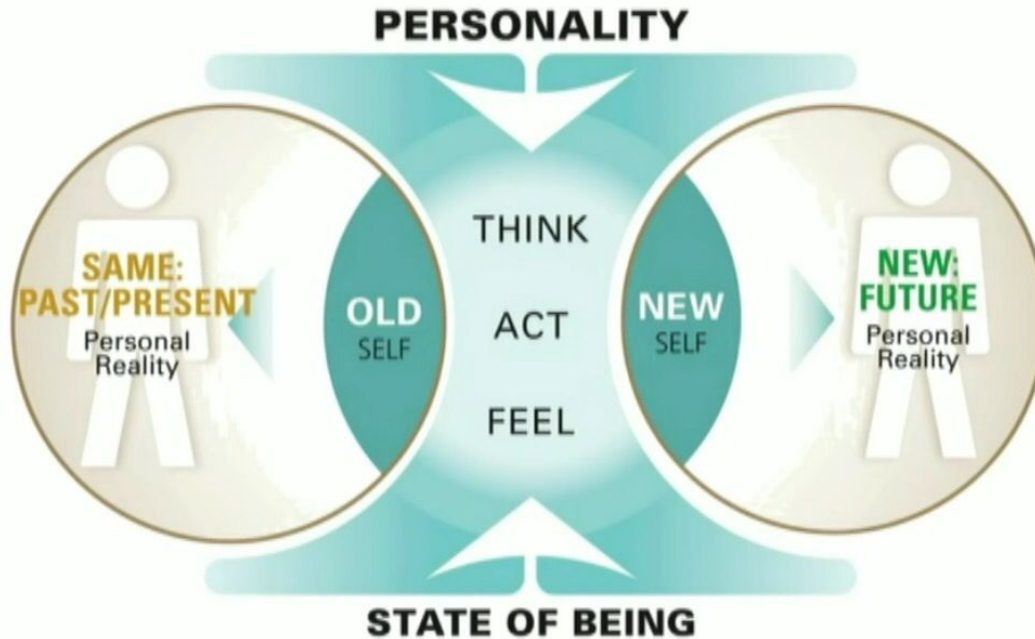 PERSONALITY
THINK
ACT
FEEL
SAME:
PAST/PRESENT
Personal
Reality
OLD
SELF
NEW
SELF
NEW:
FUTURE
Personal
Reality
STATE OF BEING